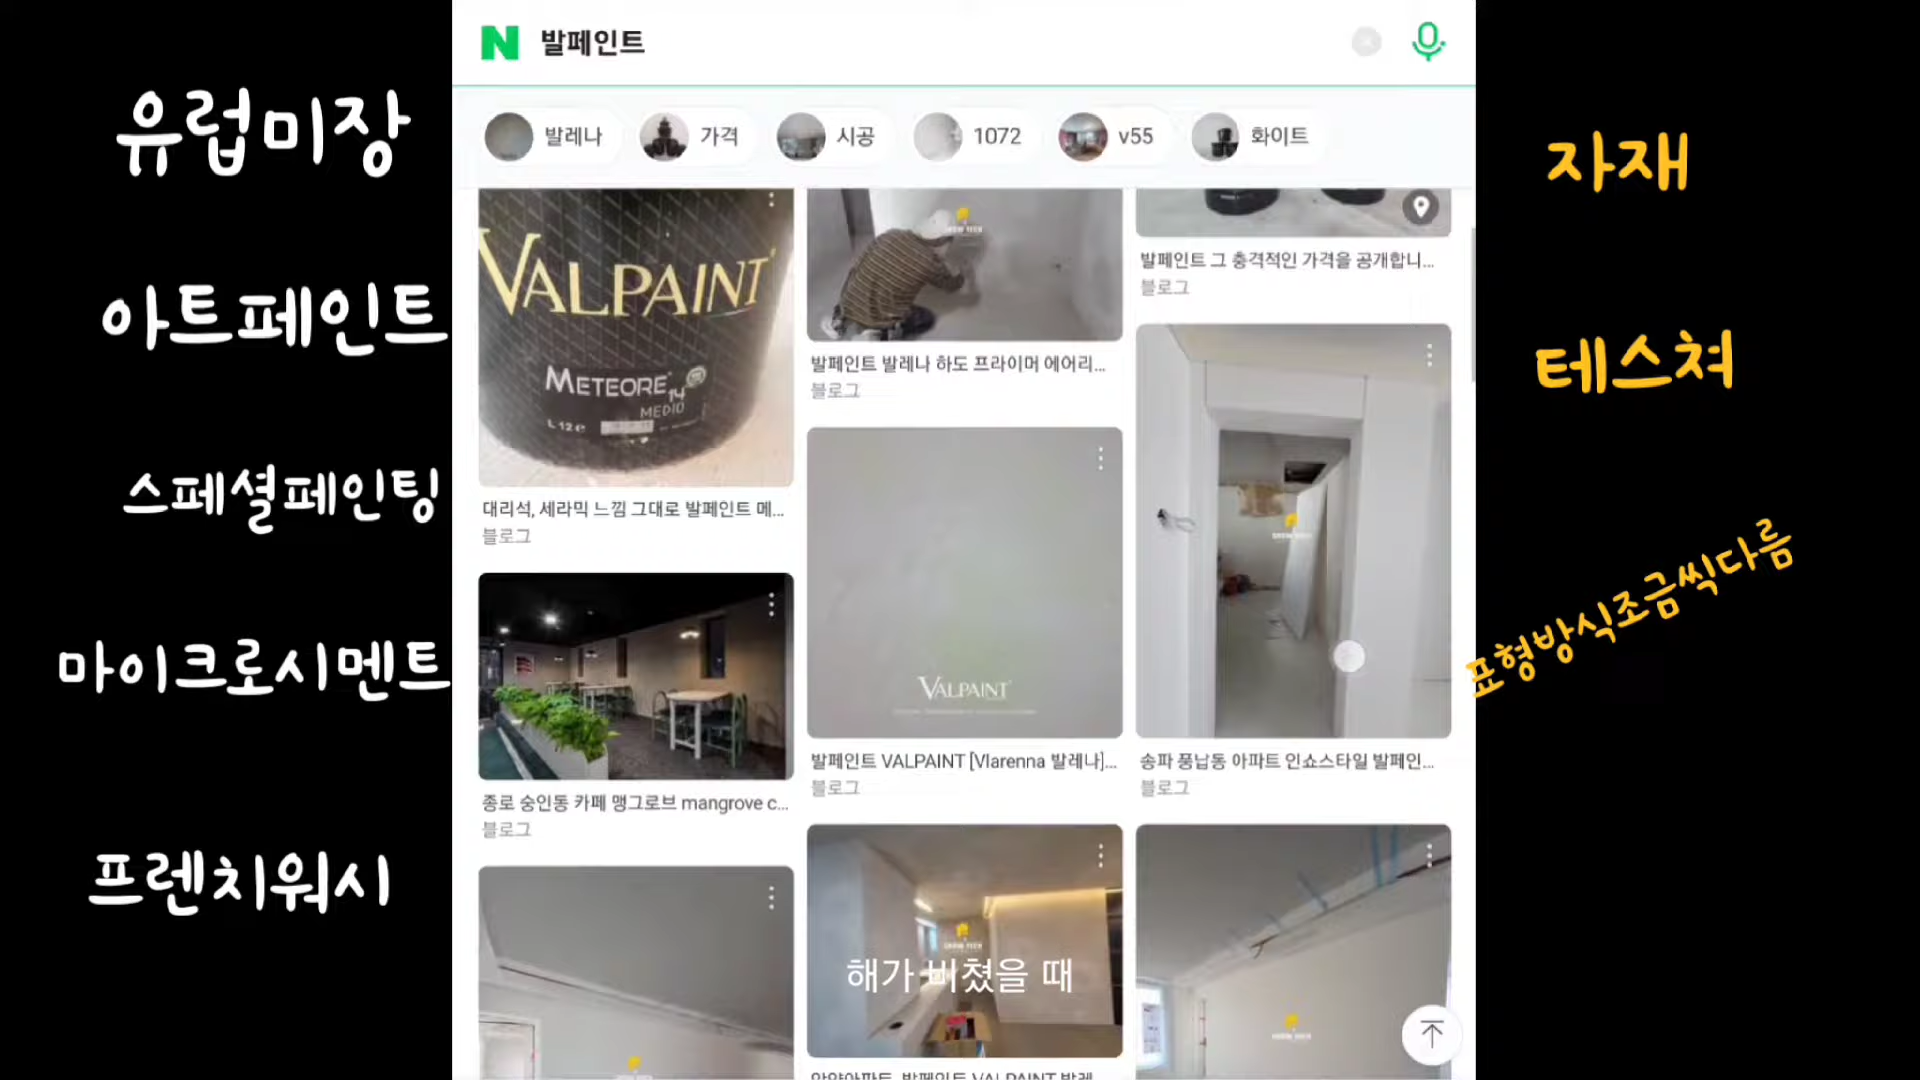 유럽미장
아트페인트
스페셜페인팅
마이크로시멘트
프렌치워시
N 발페인트
발레나
가격
시공
1072
v55
화이트
VALPAINT
METEORE
14
MEDIO
L 12 e
대리석, 세라믹 느낌 그대로 발페인트 메...
블로그
종로 숭인동 카페 맹그로브 mangrove c...
블로그
발페인트 발레나 하도 프라이머 에어리...
블로그
VALPAINT
발페인트 VALPAINT [Vlarenna 발레나]...
블로그
발페인트 그 충격적인 가격을 공개합니...
블로그
송파 풍납동 아파트 인쇼스타일 발페인...
블로그
해가 비쳤을 때
자재
테스쳐
표형방식조금씩다름